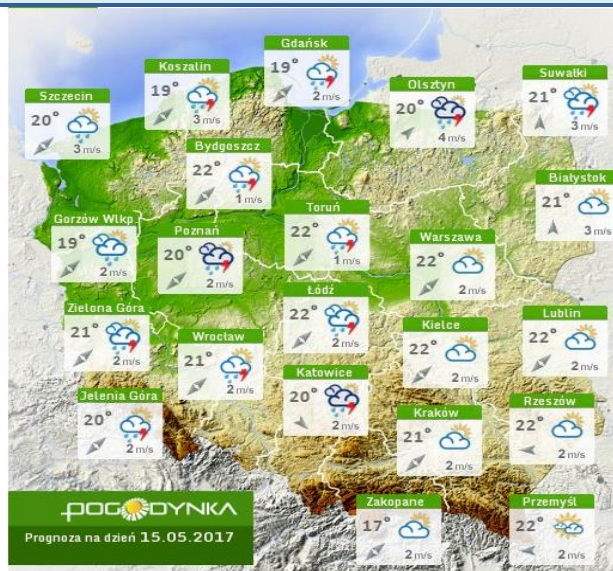 Gdańsk
19°
2 m/s
Koszalin
19°
3 m/s
Szczecin
20°
3 m/s
Olsztyn
20°
4 m/s
Suwałki
21°
3 m/s
Bydgoszcz
22°
1 m/s
Białystok
21°
3 m/s
Gorzów Wlkp
19°
2 m/s
Poznań
20°
2 m/s
Toruń
22°
1 m/s
Warszawa
22°
2 m/s
Zielona Góra
21°
2 m/s
Wrocław
21°
2 m/s
Łódź
22°
2 m/s
Kielce
22°
2 m/s
Lublin
22°
2 m/s
Jelenia Góra
20°
2 m/s
Katowice
20°
2 m/s
Kraków
21°
2 m/s
Rzeszów
22°
2 m/s
Zakopane
17°
2 m/s
Przemyśl
22°
2 m/s
POGODYNKA
Prognoza na dzień 15.05.2017